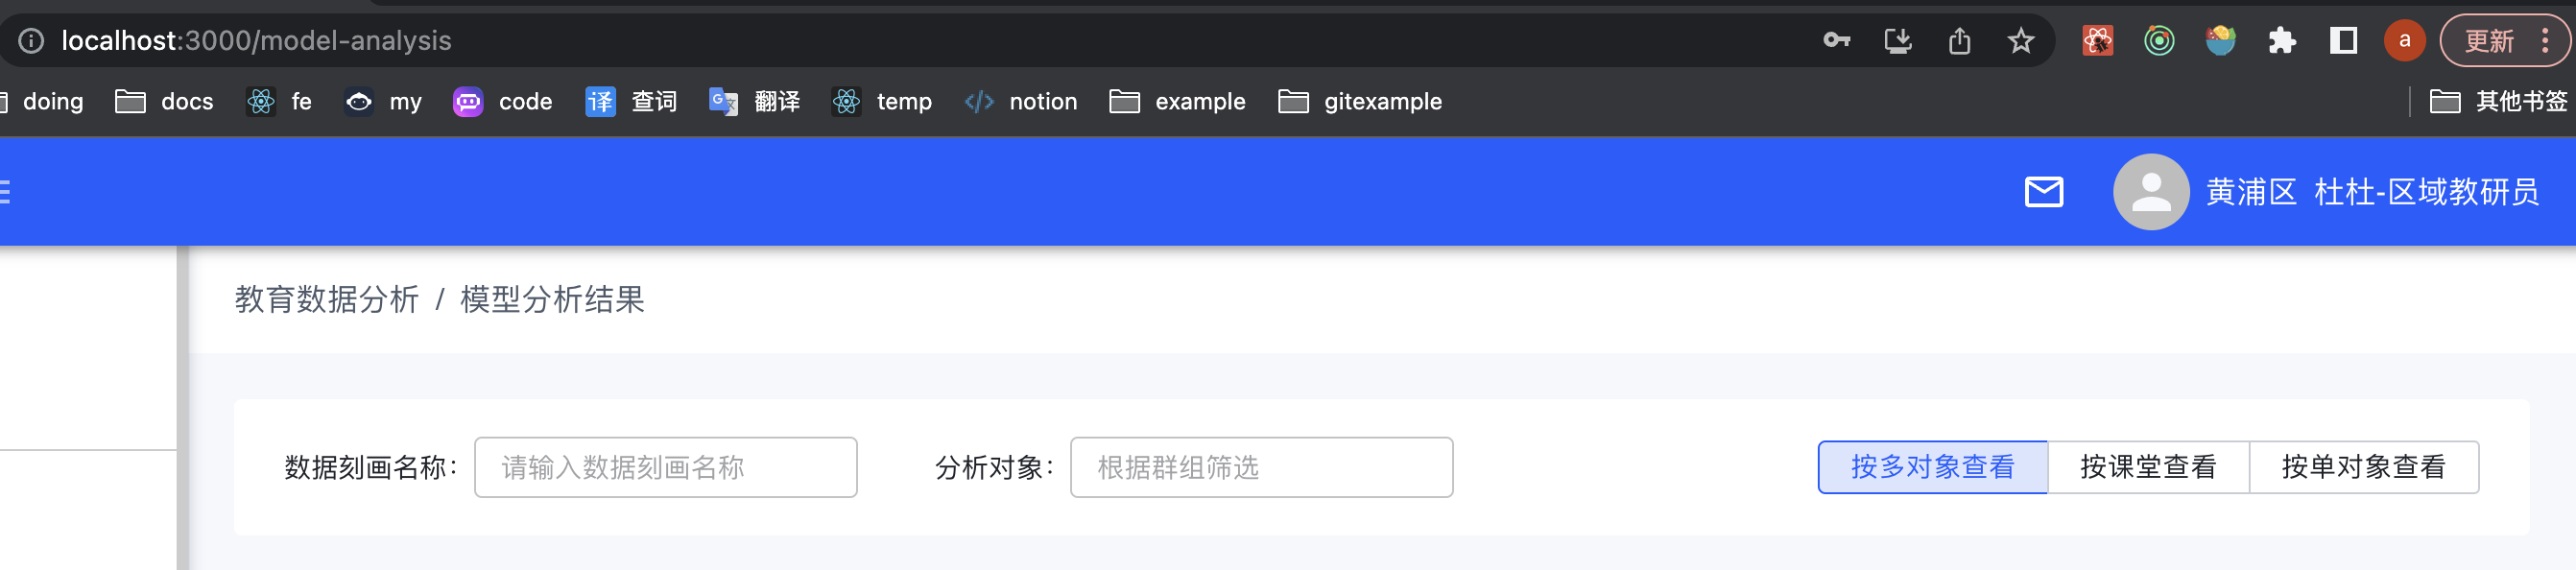 localhost:3000/model-analysis
a
更新
doing
docs
fe
my
code
译 查词
G 文 翻译
temp
notion
example
gitexample
其他书签
黄浦区 杜杜-区域教研员
教育数据分析 / 模型分析结果
数据刻画名称: 请输入数据刻画名称
分析对象: 根据群组筛选
按多对象查看
按课堂查看
按单对象查看